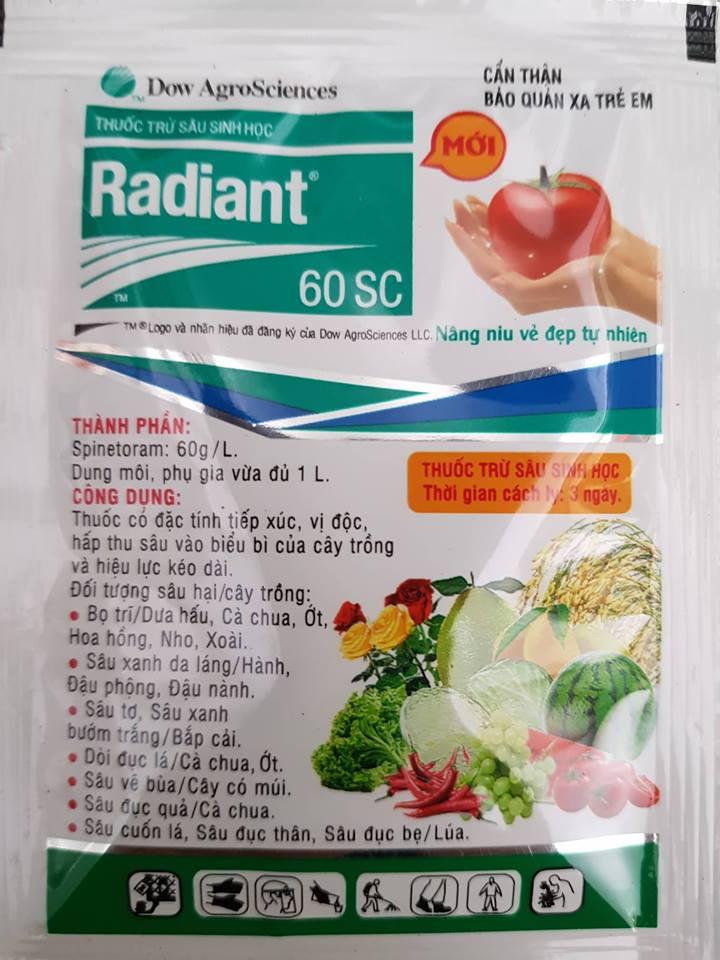 Dow AgroSciences
CẨN THẬN
BẢO QUẢN XA TRẺ EM
THUỐC TRỪ SÂU SINH HỌC
MỚI
Radiant®
60 SC
TM
TM ® Logo và nhãn hiệu đã đăng ký của Dow AgroSciences LLC. Nâng niu vẻ đẹp tự nhiên
THÀNH PHẦN:
Spinetoram: 60g/L.
Dung môi, phụ gia vừa đủ 1 L.
THUỐC TRỪ SÂU SINH HỌC
Thời gian cách ly: 3 ngày.
CÔNG DỤNG:
Thuốc có đặc tính tiếp xúc, vị độc,
hấp thu sâu vào biểu bì của cây trồng
và hiệu lực kéo dài.
Đối tượng sâu hại/cây trồng:
• Bọ trĩ/Dưa hấu, Cà chua, Ớt,
Hoa hồng, Nho, Xoài.
• Sâu xanh da láng/Hành,
Đậu phộng, Đậu nành.
• Sâu tơ, Sâu xanh
bướm trắng/Bắp cải.
• Dòi đục lá/Cà chua, Ớt.
• Sâu vẽ bùa/Cây có múi.
• Sâu đục quả/Cà chua.
• Sâu cuốn lá, Sâu đục thân, Sâu đục bẹ/Lúa.